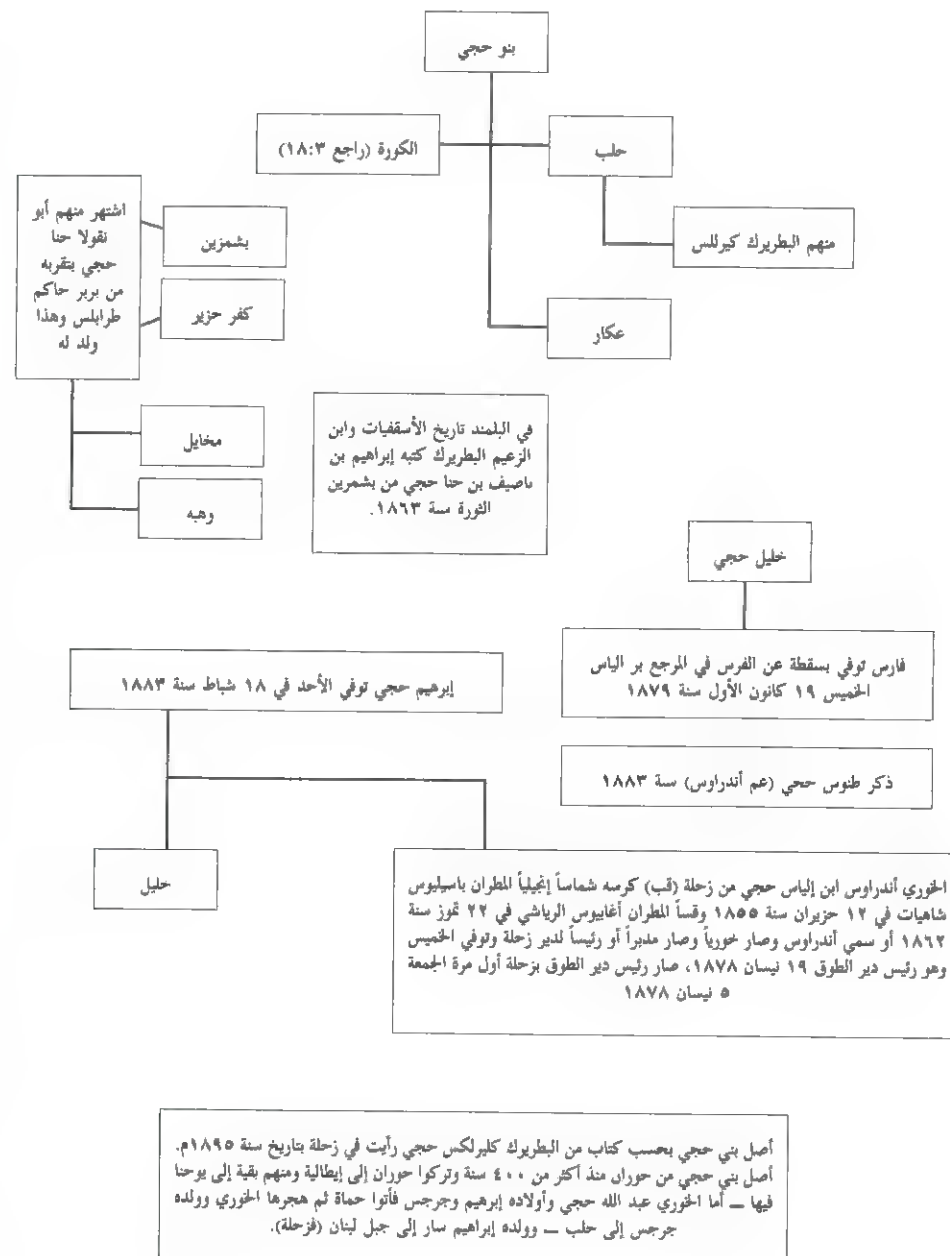 بنو حجي
الكورة (راجع ١٨:٣)
حلب
منهم البطريرك كيرللس
عكار
بشمزين
كفر حزير
اشتهر منهم أبو
نقولا حنا
حجي بتقربه
من بربر حاكم
طرابلس وهذا
ولد له
مخايل
وهبه
في البلمند تاريخ الأسقفيات وابن
الزعيم البطريرك كتبه إبراهيم بن
ناصيف بن حنا حجي من بشمرين
الثورة سنة ١٨٦٣.
خليل حجي
فارس توفي بسقطة عن الفرس في المرجع بر الياس
الخميس ١٩ كانون الأول سنة ١٨٧٩
ذكر طنوس حجي (عم أندراوس) سنة ١٨٨٣
إبرهيم حجي توفي الأحد في ١٨ شباط سنة ١٨٨٣
خليل
الخوري أندراوس ابن إلياس حجي من زحلة (قب) كرسه شماساً إنجيلياً المطران باسيليوس
شاهيات في ١٢ حزيران سنة ١٨٥٥ وقساً المطران أغابيوس الرياشي في ٢٢ تموز سنة
١٨٦٢ أو سمي أندراوس وصار خورياً وصار مدبراً أو رئيساً لدير زحلة وتوفي الخميس
وهو رئيس دير الطوق ١٩ نيسان ١٨٧٨، صار رئيس دير الطوق بزحلة أول مرة الجمعة
٥ نيسان ١٨٧٨
أصل بني حجي بحسب كتاب من البطريرك كليرلكس حجي رأيت في زحلة بتاريخ سنة ١٨٩٥م.
أصل بني حجي من حوران منذ أكثر من ٤٠٠ سنة وتركوا حوران إلى إيطالية ومنهم بقية إلى يوحنا
فيها ــ أما الخوري عبد الله حجي وأولاده إبرهيم وجرجس فأتوا حماة ثم هجرها الخوري وولده
جرجس إلى حلب ــ وولده إبراهيم سار إلى جبل لبنان (فزحلة).